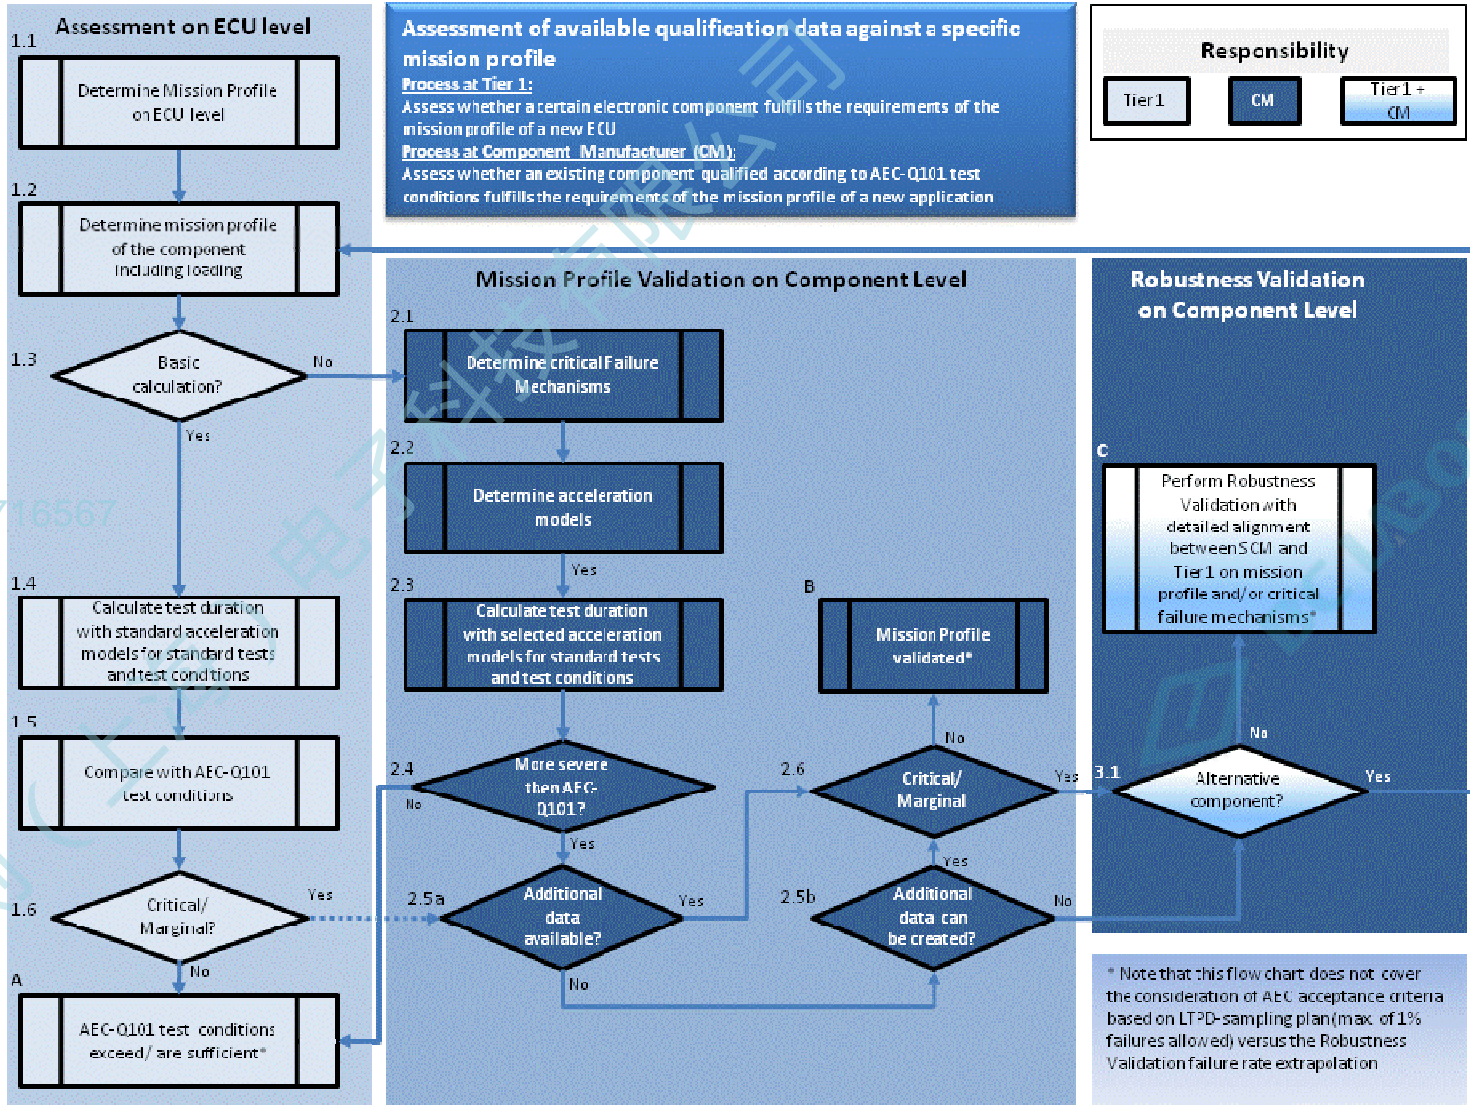 Assessment on ECU level
1.1
Determine Mission Profile
on ECU level
1.2
Determine mission profile
of the component
including loading
1.3
Basic
calculation?
No
Yes
1.4
Calculate test duration
with standard acceleration
models for standard tests
and test conditions
1.5
Compare with AEC-Q101
test conditions
1.6
Critical/
Marginal?
Yes
No
A
AEC-Q101 test conditions
exceed/ are sufficient*
Assessment of available qualification data against a specific
mission profile
Process at Tier 1:
Assess whether a certain electronic component fulfills the requirements of the
mission profile of a new ECU
Process at Component Manufacturer (CM):
Assess whether an existing component qualified according to AEC-Q101 test
conditions fulfills the requirements of the mission profile of a new application
Responsibility
Tier1
CM
Tier1 +
CM
Mission Profile Validation on Component Level
2.1
Determine critical Failure
Mechanisms
2.2
Determine acceleration
models
Yes
2.3
Calculate test duration
with selected acceleration
models for standard tests
and test conditions
2.4
More severe
then AEC-
Q101?
No
Yes
2.5a
Additional
data
available?
Yes
No
B
Mission Profile
validated*
No
2.6
Critical/
Marginal
Yes
Yes
2.5b
Additional
data can
be created?
No
Robustness Validation
on Component Level
C
Perform Robustness
Validation with
detailed alignment
between SCM and
Tier1 on mission
profile and/or critical
failure mechanisms*
No
3.1
Alternative
component?
Yes
* Note that this flow chart does not cover
the consideration of AEC acceptance criteria
based on LTPD-sampling plan (max. of 1%
failures allowed) versus the Robustness
Validation failure rate extrapolation
716567
(上海)电子科技有限公司